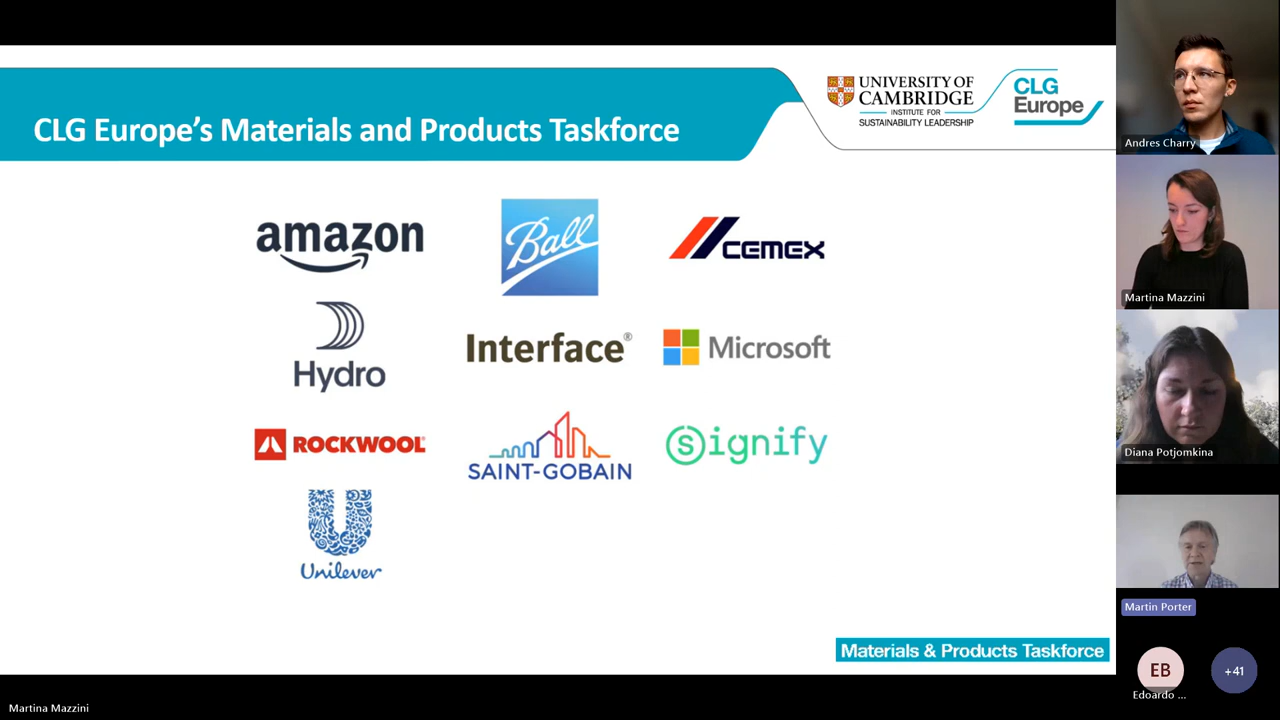 CLG Europe's Materials and Products Taskforce
UNIVERSITY OF
CAMBRIDGE
INSTITUTE FOR
SUSTAINABILITY LEADERSHIP
CLG
Europe
amazon
Ball
CEMEX
Hydro
Interface®
Microsoft
ROCKWOOL
SAINT-GOBAIN
signify
U
Unilever
Materials & Products Taskforce
Andres Charry
Martina Mazzini
Diana Potjomkina
Martin Porter
EB
+41
Edoardo ...
Martina Mazzini